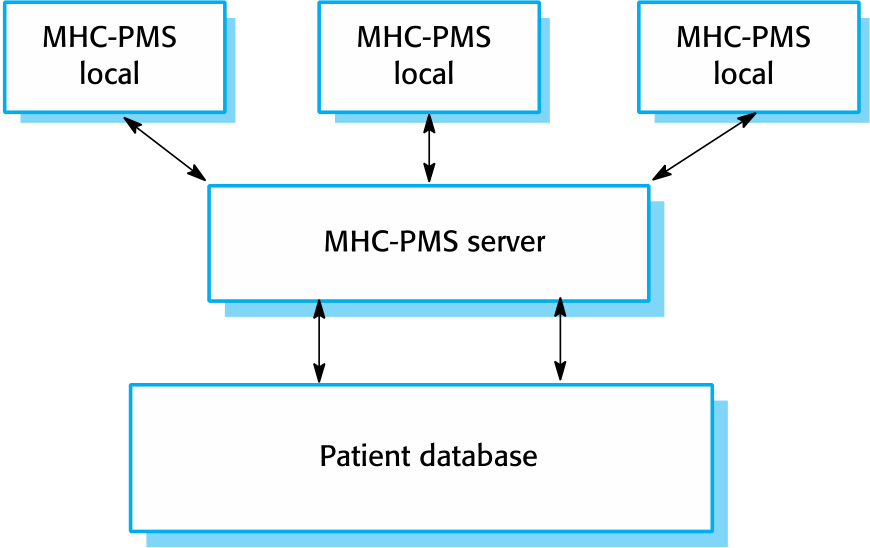 MHC-PMS
local
MHC-PMS
local
MHC-PMS
local
MHC-PMS server
Patient database